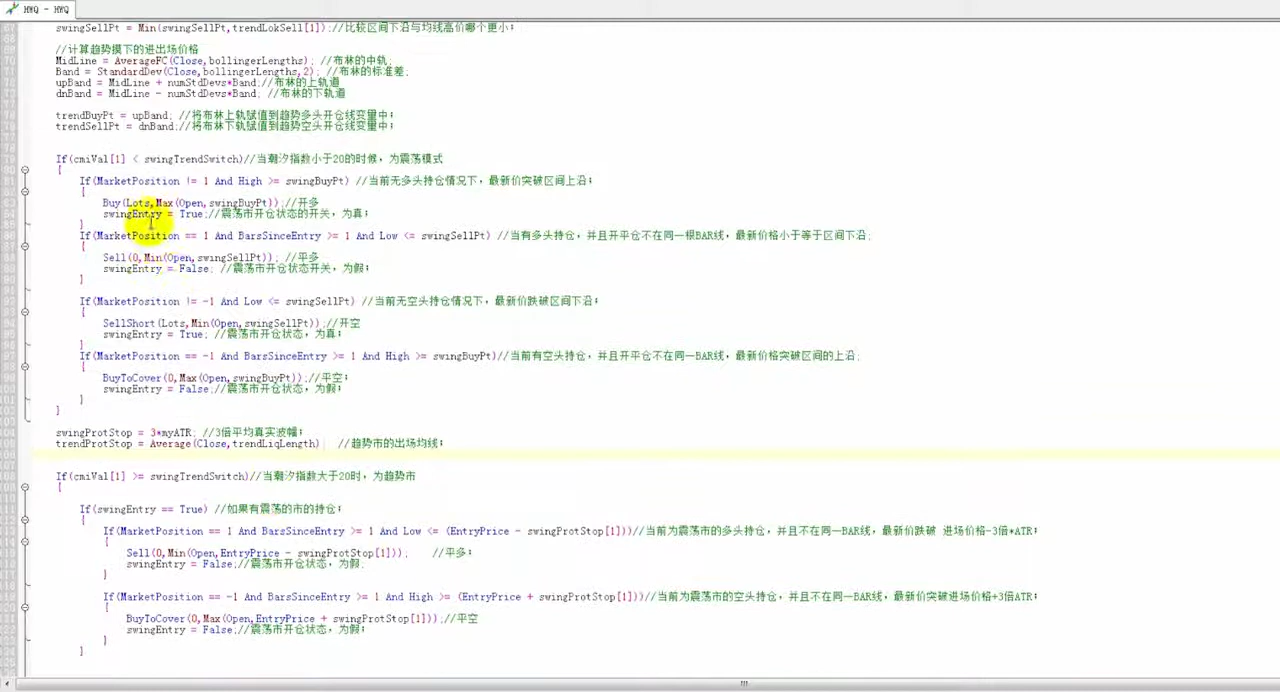 HWQ - HWQ
swingSellPt = Min(swingSellPt,trendLokSell[1]);//比较区间下沿与均线高价哪个更小;
//计算趋势摸下的进出场价格
MidLine = AverageFC(Close,bollingerLengths); //布林的中轨;
Band = StandardDev(Close,bollingerLengths,2); //布林的标准差;
upBand = MidLine + numStdDevs*Band;//布林的上轨道
dnBand = MidLine - numStdDevs*Band; //布林的下轨道
trendBuyPt = upBand; //将布林上轨赋值到趋势多头开仓线变量中;
trendSellPt = dnBand;//将布林下轨赋值到趋势空头开仓线变量中;
If(cmiVal[1] < swingTrendSwitch)//当潮汐指数小于20的时候，为震荡模式
{
If(MarketPosition != 1 And High >= swingBuyPt) //当前无多头持仓情况下，最新价突破区间上沿;
{
Buy(Lots,Max(Open,swingBuyPt));//开多
swingEntry = True;//震荡市开仓状态的开关，为真;
}
If(MarketPosition == 1 And BarsSinceEntry >= 1 And Low <= swingSellPt) //当有多头持仓，并且开平仓不在同一根BAR线，最新价格小于等于区间下沿;
{
Sell(0,Min(Open,swingSellPt)); //平多
swingEntry = False; //震荡市开仓状态开关，为假;
}
If(MarketPosition != -1 And Low <= swingSellPt) //当前无空头持仓情况下，最新价跌破区间下沿;
{
SellShort(Lots,Min(Open,swingSellPt));//开空
swingEntry = True; //震荡市开仓状态，为真;
}
If(MarketPosition == -1 And BarsSinceEntry >= 1 And High >= swingBuyPt)//当前有空头持仓，并且开平仓不在同一BAR线，最新价格突破区间的上沿;
{
BuyToCover(0,Max(Open,swingBuyPt));//平空;
swingEntry = False;//震荡市开仓状态，为假;
}
}
swingProtStop = 3*myATR; //3倍平均真实波幅;
trendProtStop = Average(Close,trendLiqLength); //趋势市的出场均线;
If(cmiVal[1] >= swingTrendSwitch)//当潮汐指数大于20时，为趋势市
{
If(swingEntry == True) //如果有震荡的市的持仓;
{
If(MarketPosition == 1 And BarsSinceEntry >= 1 And Low <= (EntryPrice - swingProtStop[1]))//当前为震荡市的多头持仓，并且不在同一BAR线，最新价跌破 进场价格-3倍*ATR;
{
Sell(0,Min(Open,EntryPrice - swingProtStop[1])); //平多;
swingEntry = False;//震荡市开仓状态，为假;
}
If(MarketPosition == -1 And BarsSinceEntry >= 1 And High >= (EntryPrice + swingProtStop[1]))//当前为震荡市的空头持仓，并且不在同一BAR线，最新价突破进场价格+3倍ATR;
{
BuyToCover(0,Max(Open,EntryPrice + swingProtStop[1]));//平空
swingEntry = False;//震荡市开仓状态，为假;
}
}